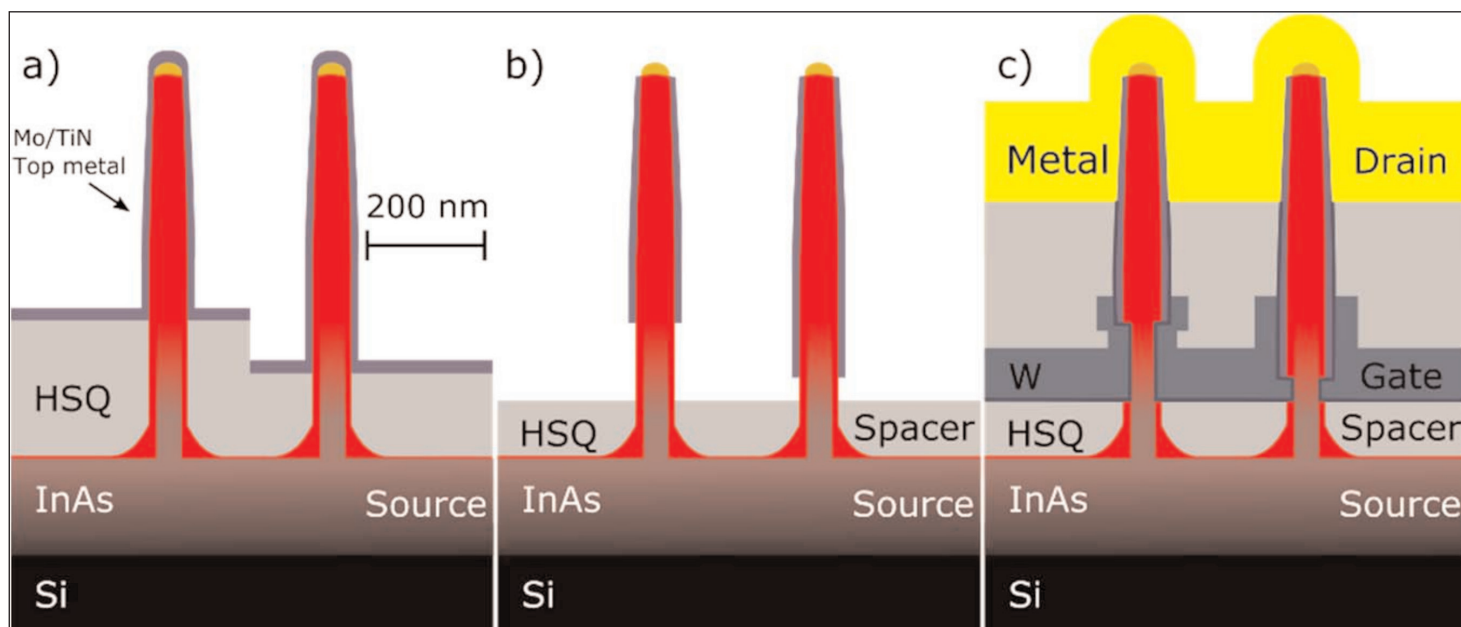 a)
Mo/TiN
Top metal
200 nm
HSQ
InAs Source
Si
b)
HSQ Spacer
InAs Source
Si
c)
Metal Drain
W Gate
HSQ Spacer
InAs Source
Si